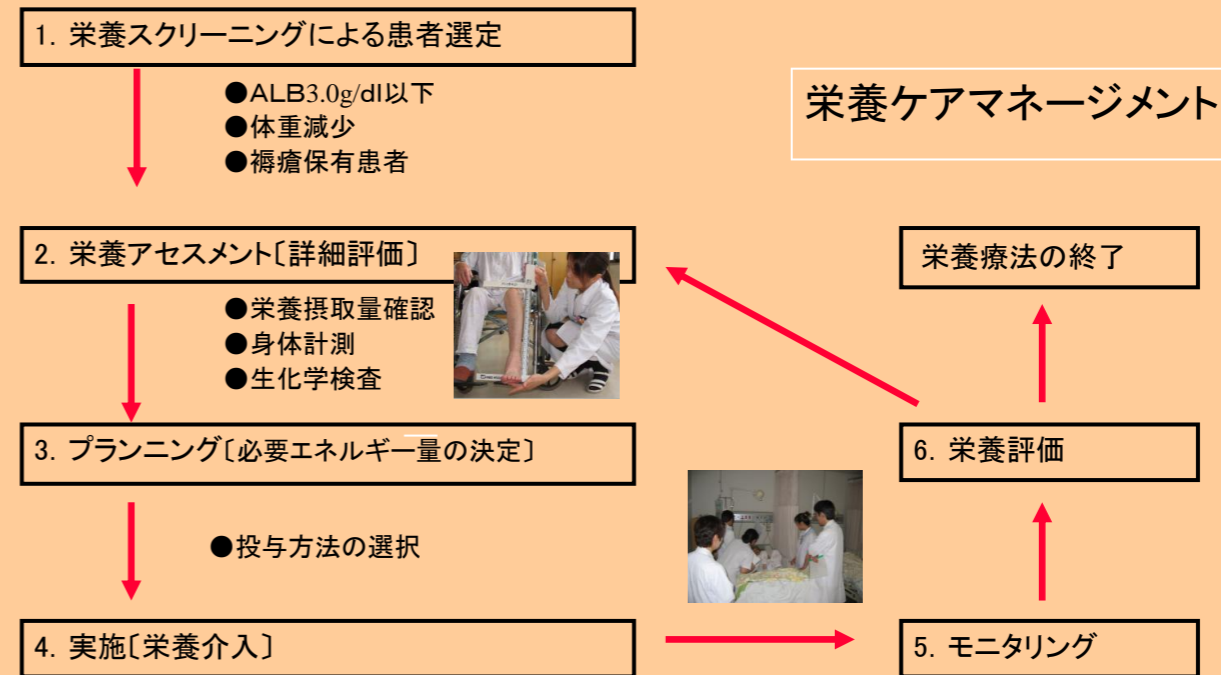 1．栄養スクリーニングによる患者選定
●ALB3.0g/dl以下
●体重減少
●褥瘡保有患者
栄養ケアマネージメント
2．栄養アセスメント〔詳細評価〕
●栄養摂取量確認
●身体計測
●生化学検査
3．プランニング〔必要エネルギー量の決定〕
●投与方法の選択
4．実施〔栄養介入〕
5．モニタリング
6．栄養評価
栄養療法の終了